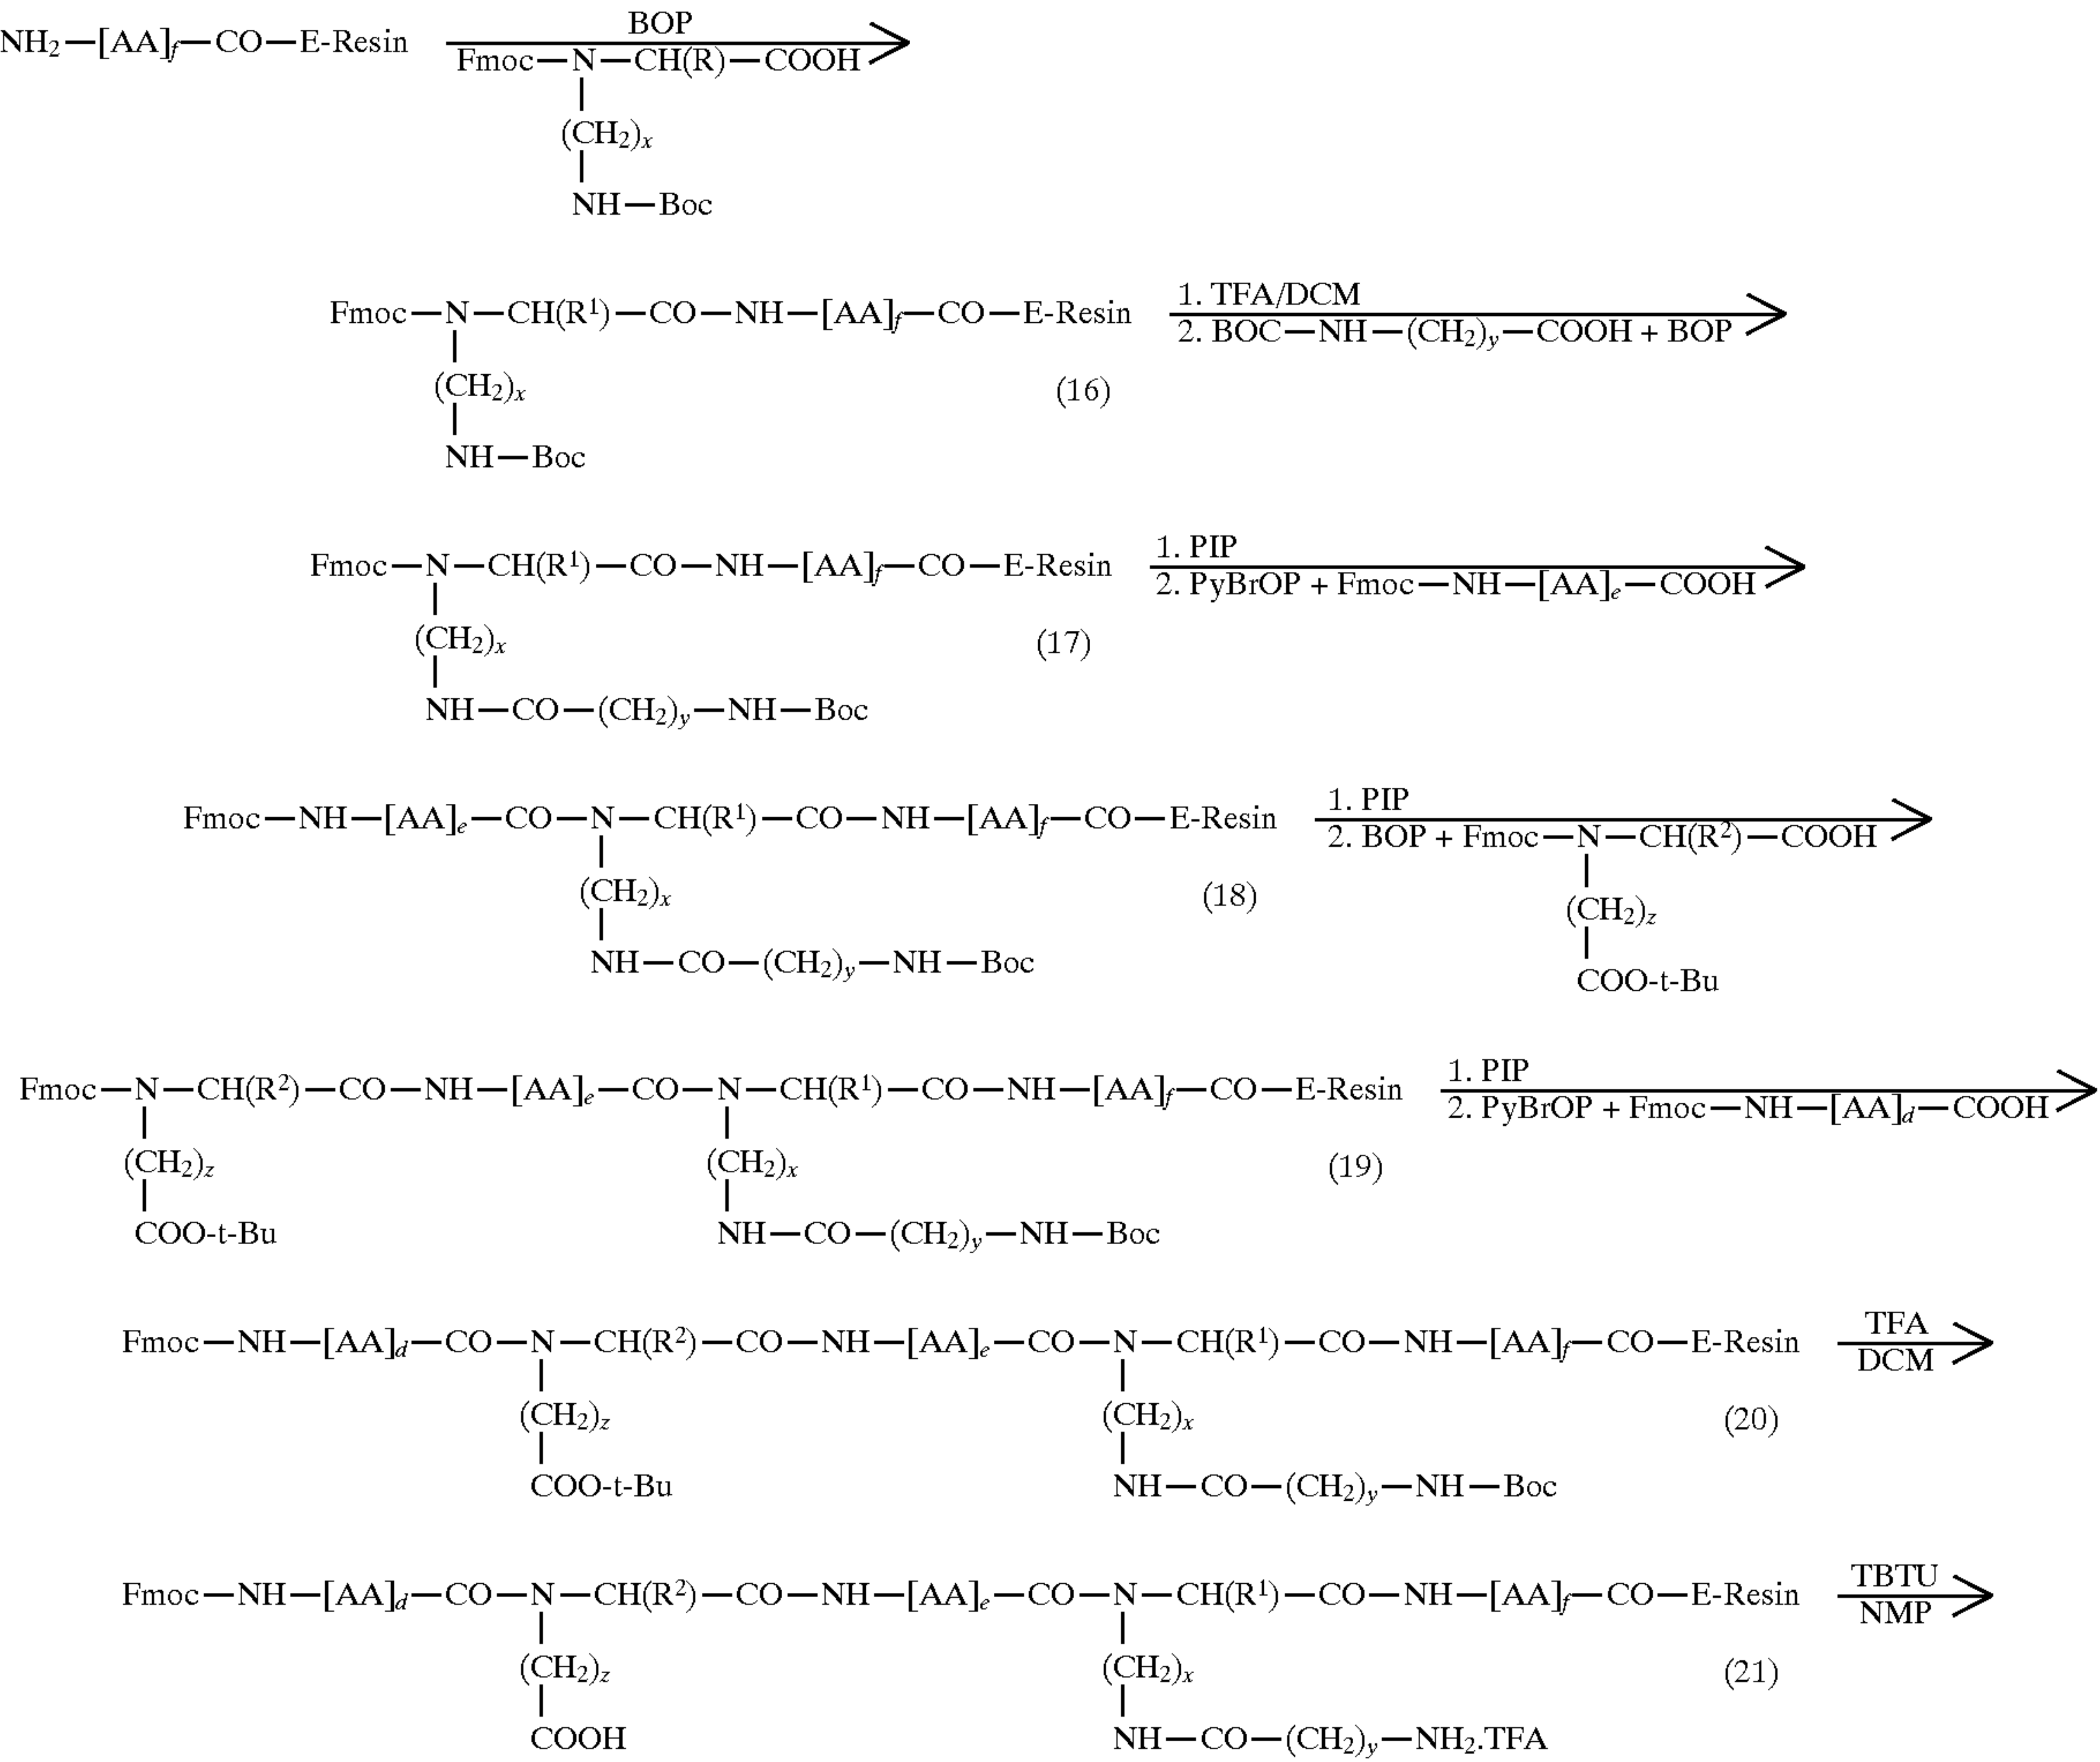 NH₂—[AA]f—CO—E-Resin BOP
Fmoc—N—CH(R)—COOH
(CH₂)x
NH—Boc
Fmoc—N—CH(R¹)—CO—NH—[AA]f—CO—E-Resin 1. TFA/DCM
2. BOC—NH—(CH₂)y—COOH + BOP
(CH₂)x (16)
NH—Boc
Fmoc—N—CH(R¹)—CO—NH—[AA]f—CO—E-Resin 1. PIP
2. PyBrOP + Fmoc—NH—[AA]e—COOH
(CH₂)x (17)
NH—CO—(CH₂)y—NH—Boc
Fmoc—NH—[AA]e—CO—N—CH(R¹)—CO—NH—[AA]f—CO—E-Resin 1. PIP
2. BOP + Fmoc—N—CH(R²)—COOH
(CH₂)x (18) (CH₂)z
NH—CO—(CH₂)y—NH—Boc COO-t-Bu
Fmoc—N—CH(R²)—CO—NH—[AA]e—CO—N—CH(R¹)—CO—NH—[AA]f—CO—E-Resin 1. PIP
2. PyBrOP + Fmoc—NH—[AA]d—COOH
(CH₂)z (CH₂)x (19)
COO-t-Bu NH—CO—(CH₂)y—NH—Boc
Fmoc—NH—[AA]d—CO—N—CH(R²)—CO—NH—[AA]e—CO—N—CH(R¹)—CO—NH—[AA]f—CO—E-Resin TFA
DCM
(CH₂)z (CH₂)x (20)
COO-t-Bu NH—CO—(CH₂)y—NH—Boc
Fmoc—NH—[AA]d—CO—N—CH(R²)—CO—NH—[AA]e—CO—N—CH(R¹)—CO—NH—[AA]f—CO—E-Resin TBTU
NMP
(CH₂)z (CH₂)x (21)
COOH NH—CO—(CH₂)y—NH₂.TFA